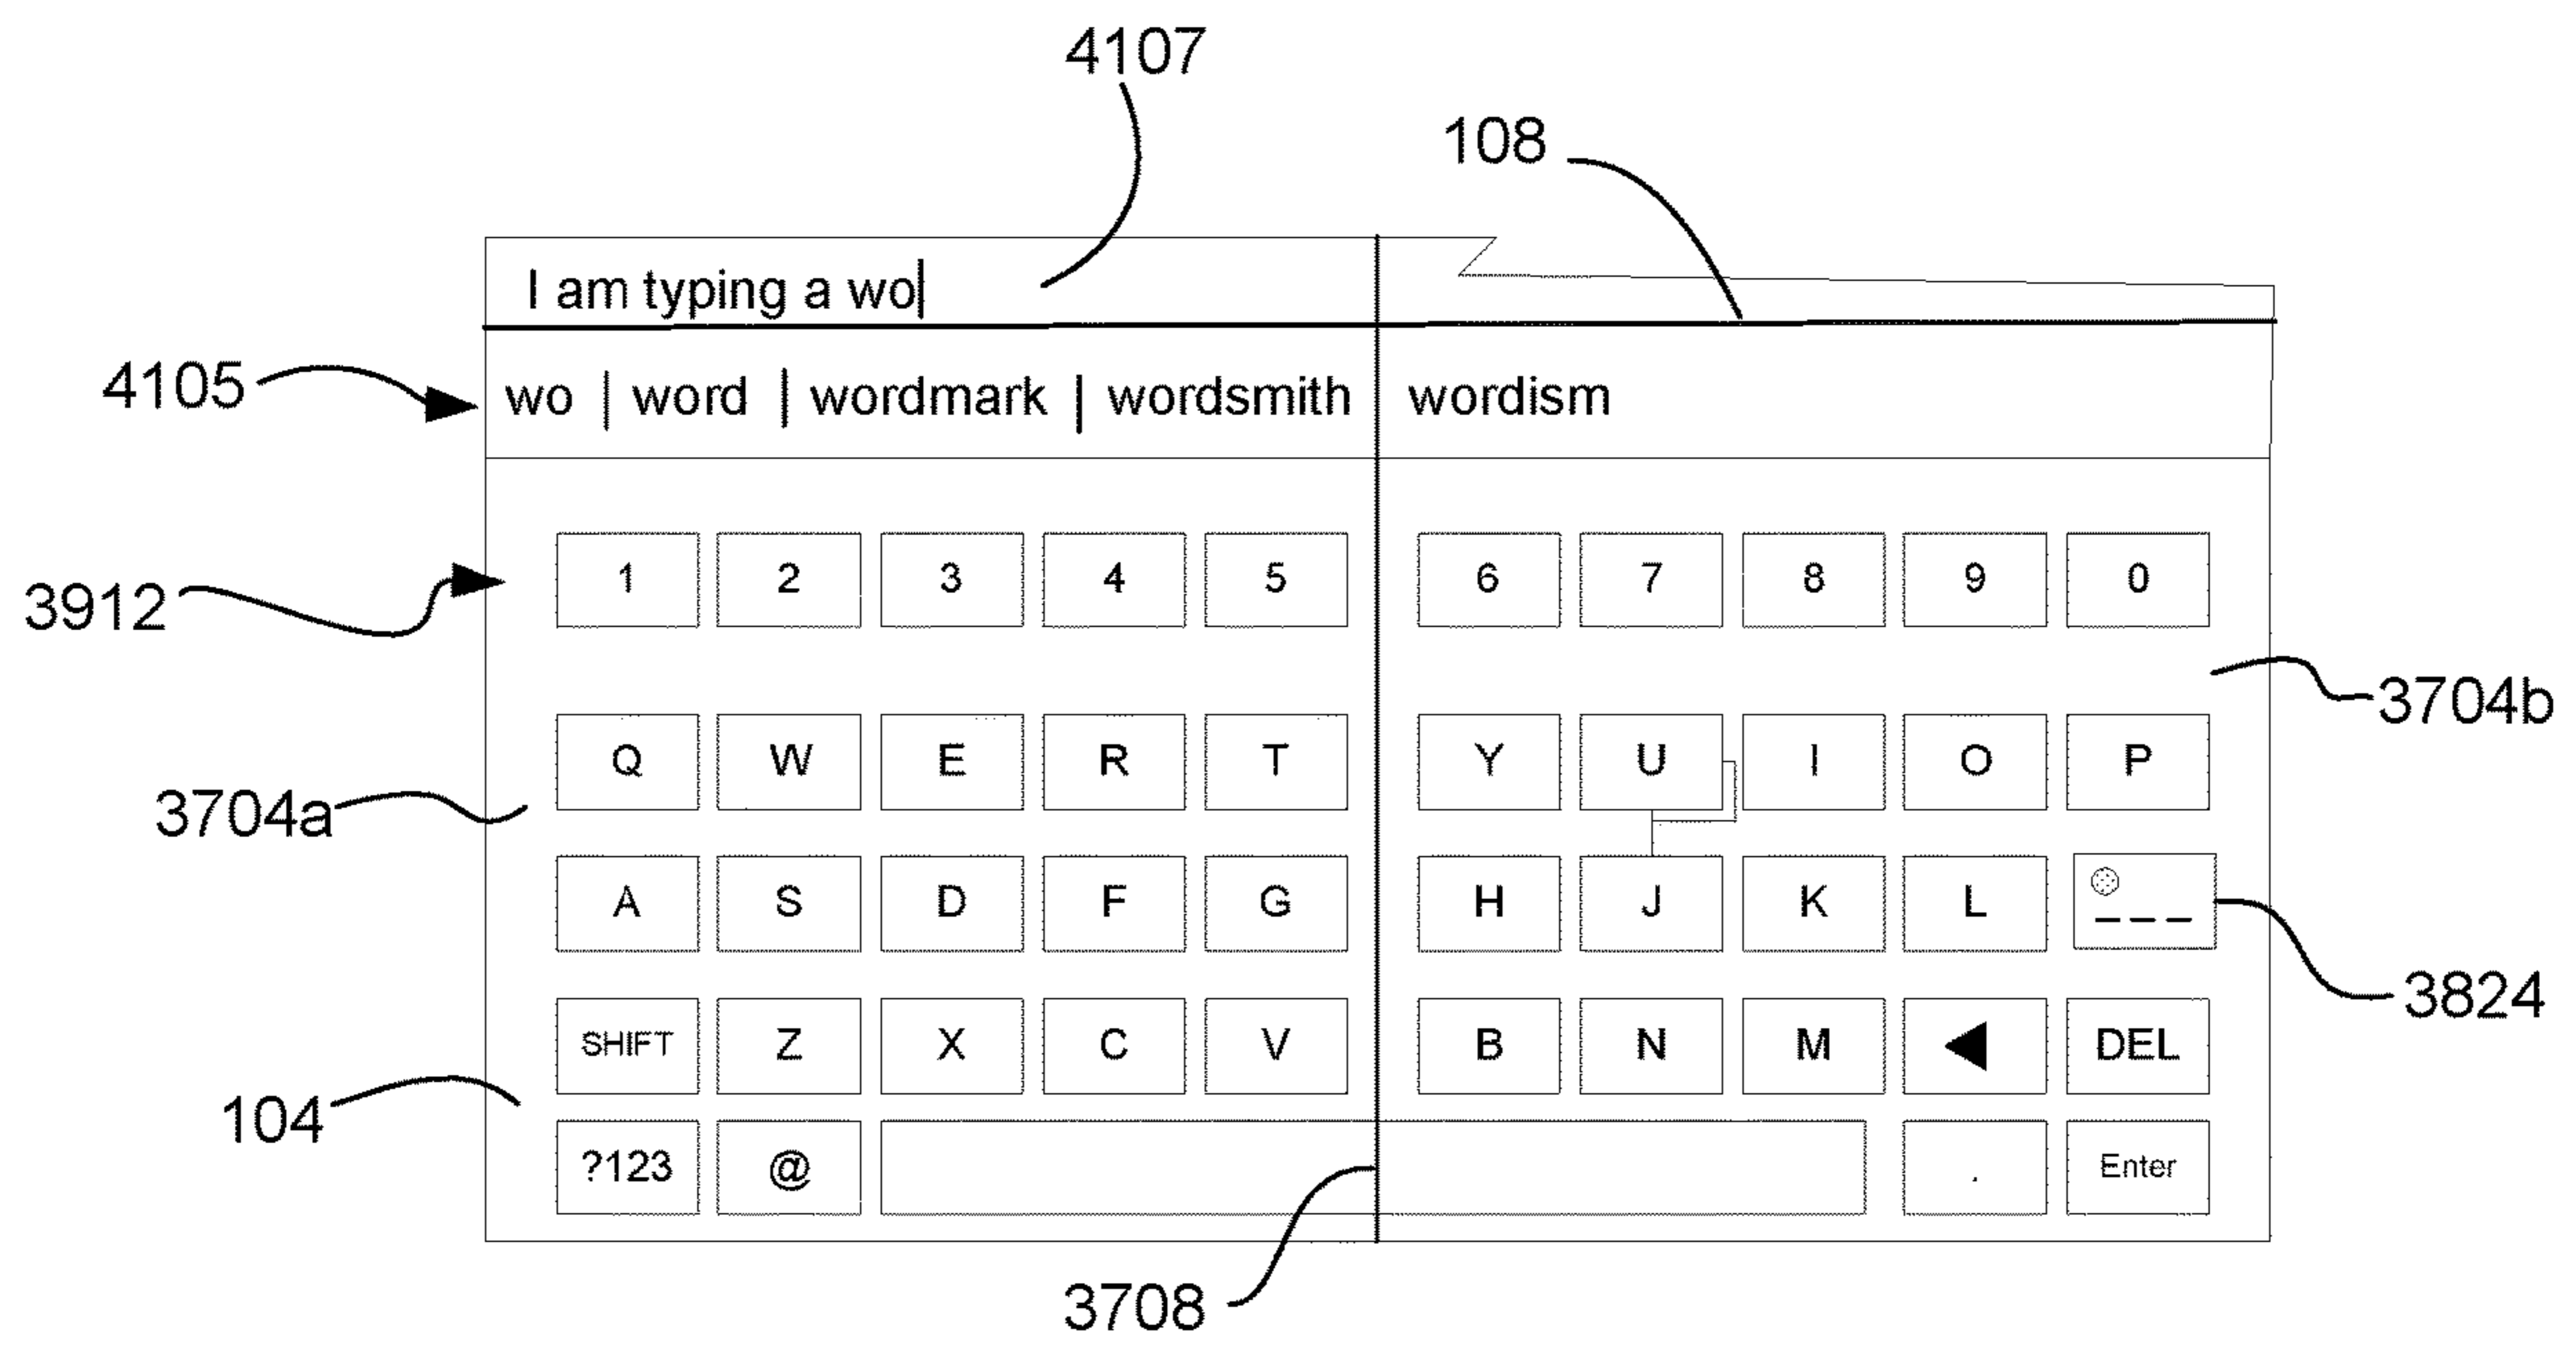 4107
108
I am typing a wo
4105
wo | word | wordmark | wordsmith | wordism
3912
1 2 3 4 5 6 7 8 9 0
3704b
Q W E R T Y U I O P
3704a
A S D F G H J K L
3824
SHIFT Z X C V B N M ◀ DEL
104
?123 @ . Enter
3708